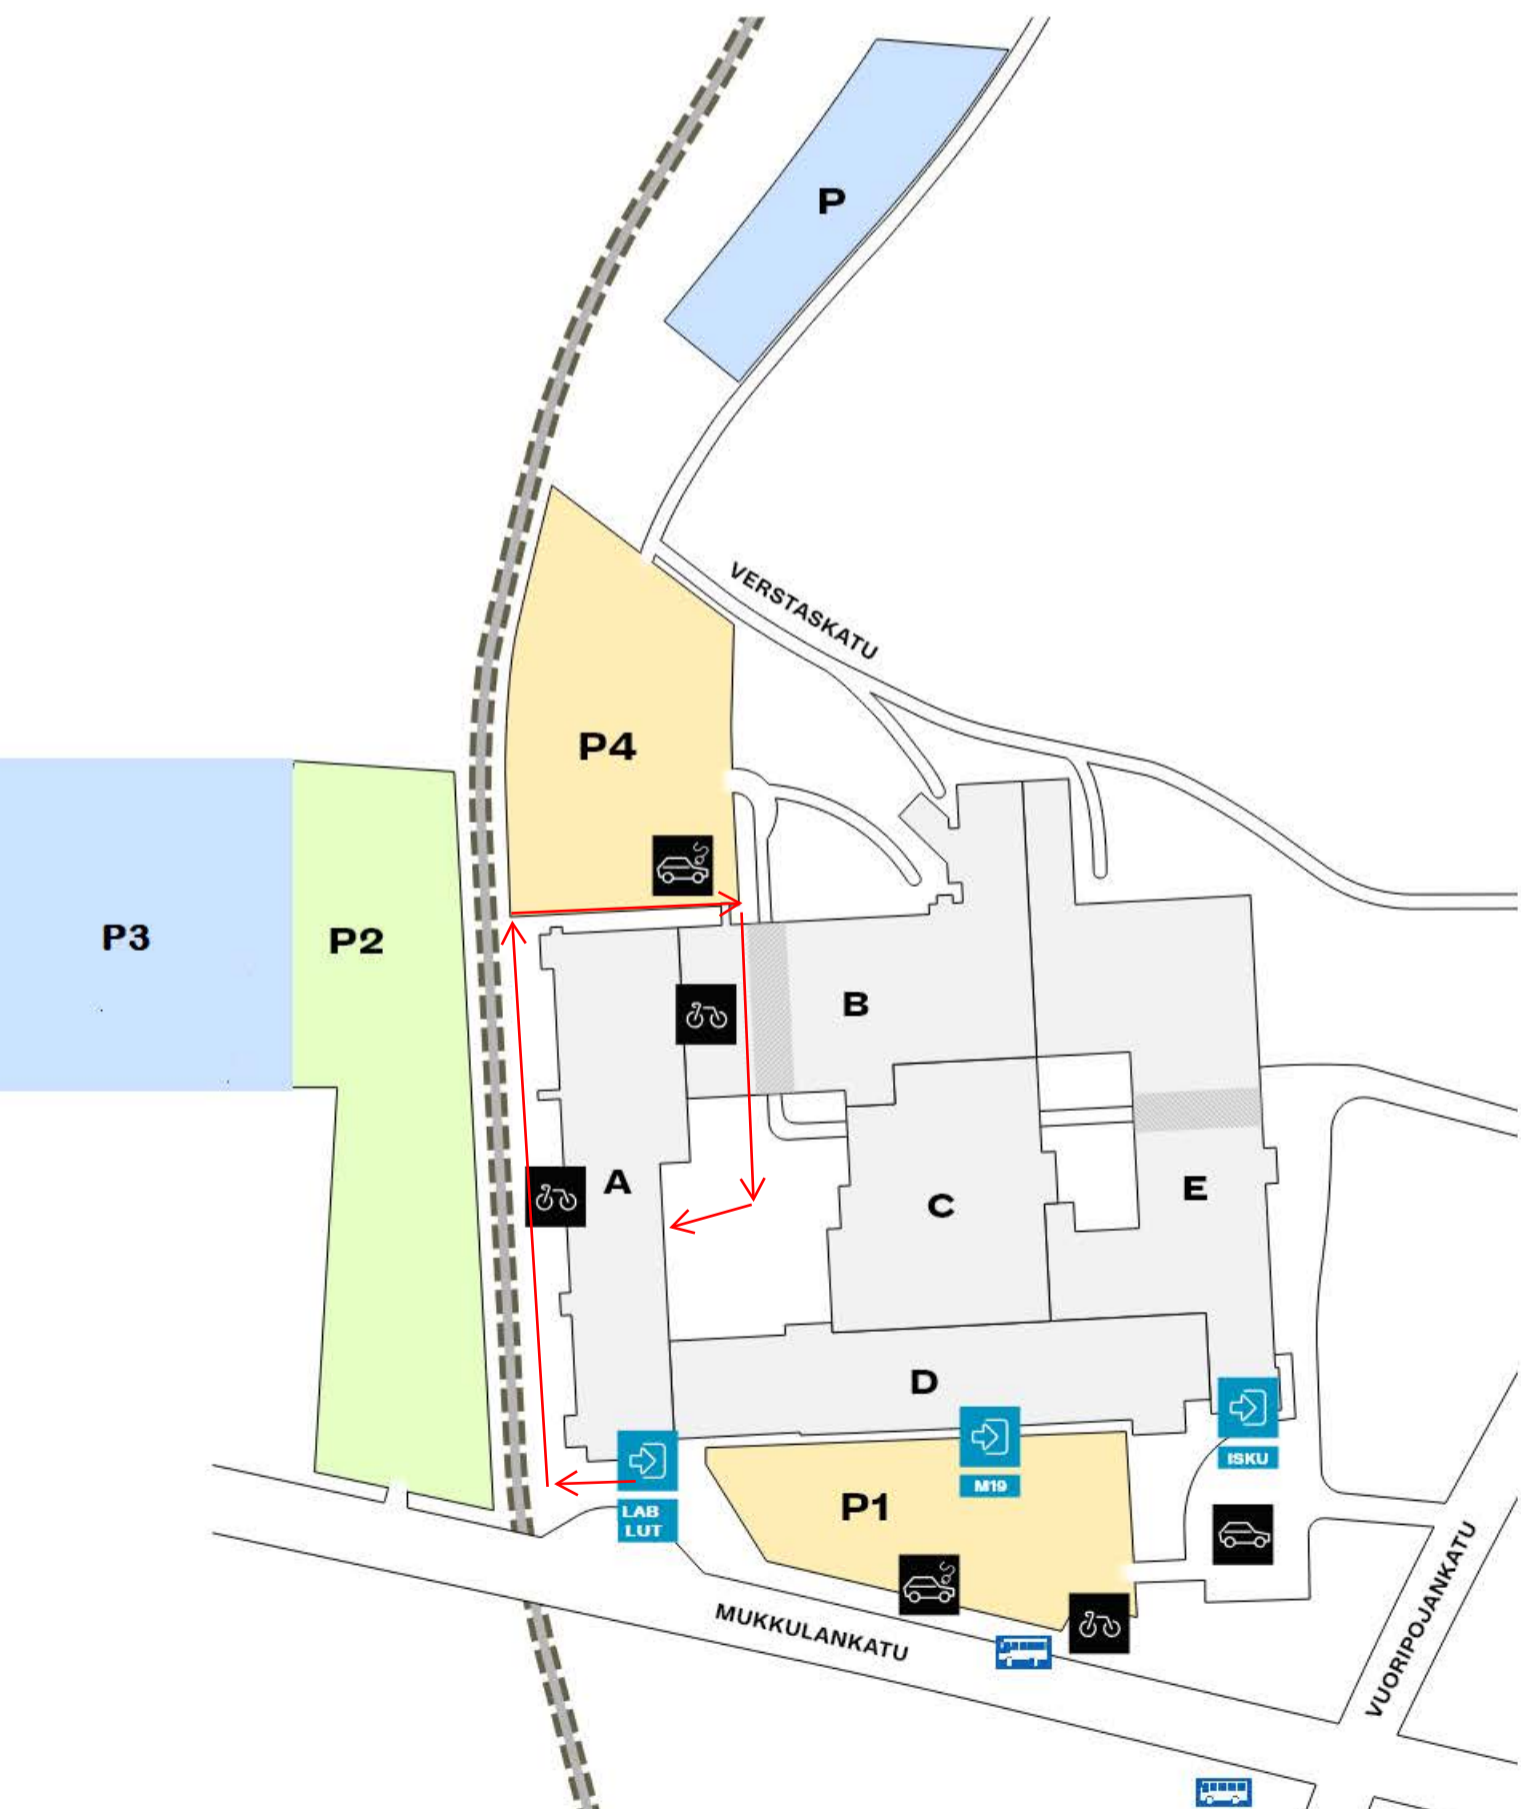 P
VERSTASKATU
P4
P3
P2
B
A
C
E
D
ISKU
M19
LAB
LUT
P1
MUKKULANKATU
VUORIPOJANKATU